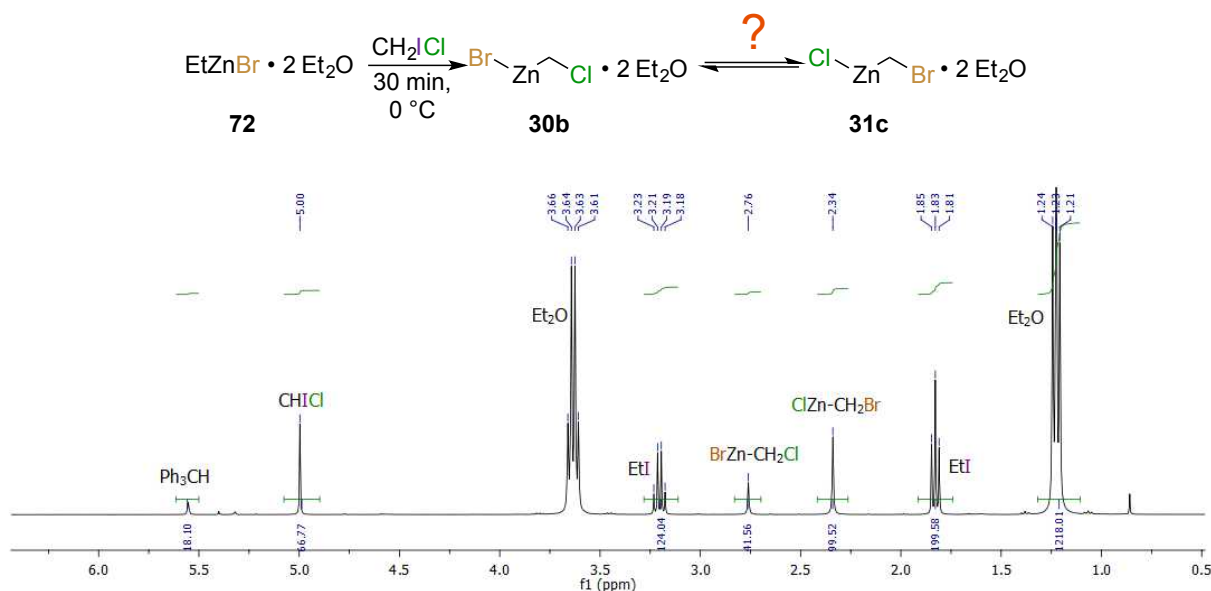 ?
EtZnBr • 2 Et₂O
CH₂ICl
30 min,
0 °C
Br Zn Cl • 2 Et₂O
Cl Zn Br • 2 Et₂O
72
30b
31c
5.00
3.66
3.64
3.63
3.61
3.23
3.21
3.19
3.18
2.76
2.34
1.85
1.83
1.81
1.24
1.23
1.21
Et₂O
Et₂O
CHICl
ClZn-CH₂Br
Ph₃CH
EtI
BrZn-CH₂Cl
EtI
18.10
66.77
124.04
41.56
99.52
199.58
1218.01
6.0 5.5 5.0 4.5 4.0 3.5 3.0 2.5 2.0 1.5 1.0 0.5
f1 (ppm)